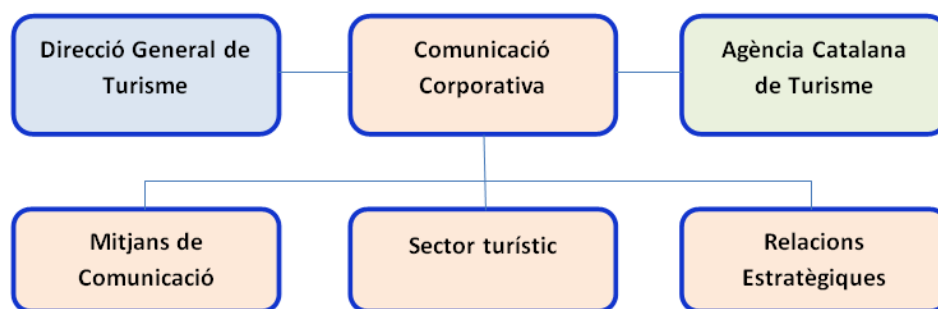 Direcció General de
Turisme
Comunicació
Corporativa
Agència Catalana
de Turisme
Mitjans de
Comunicació
Sector turístic
Relacions
Estratègiques